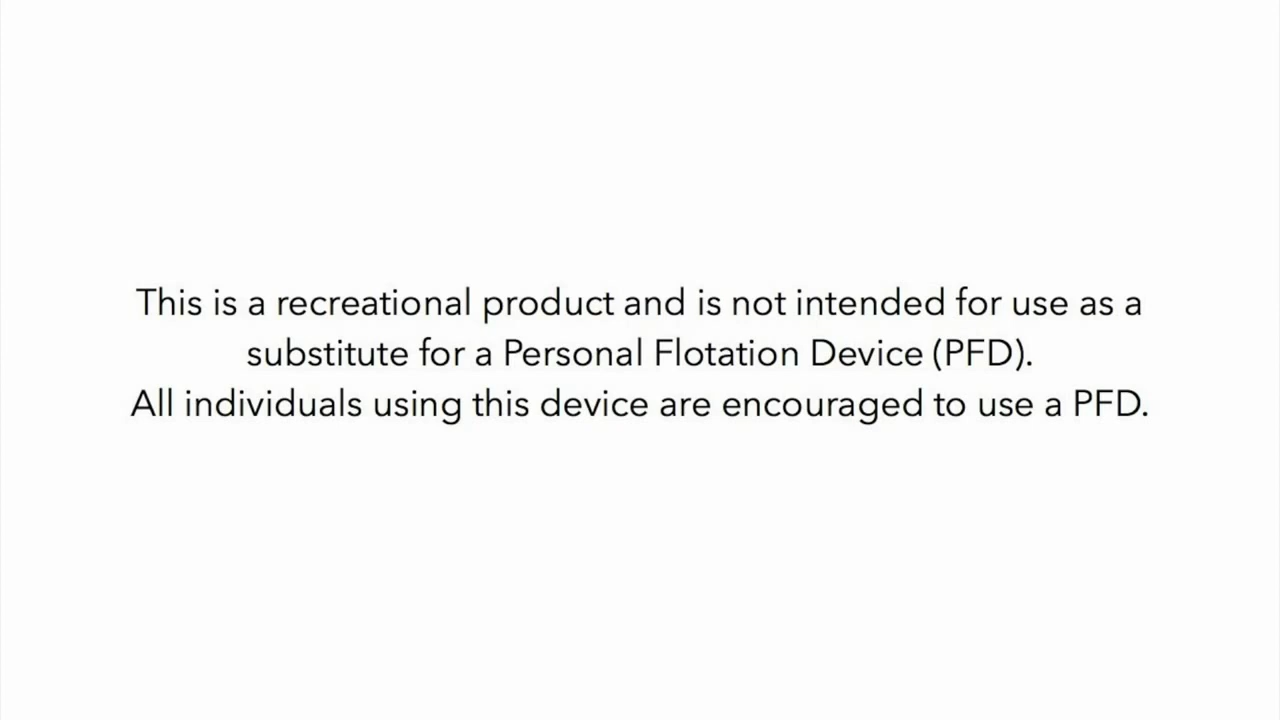 This is a recreational product and is not intended for use as a
substitute for a Personal Flotation Device (PFD).
All individuals using this device are encouraged to use a PFD.